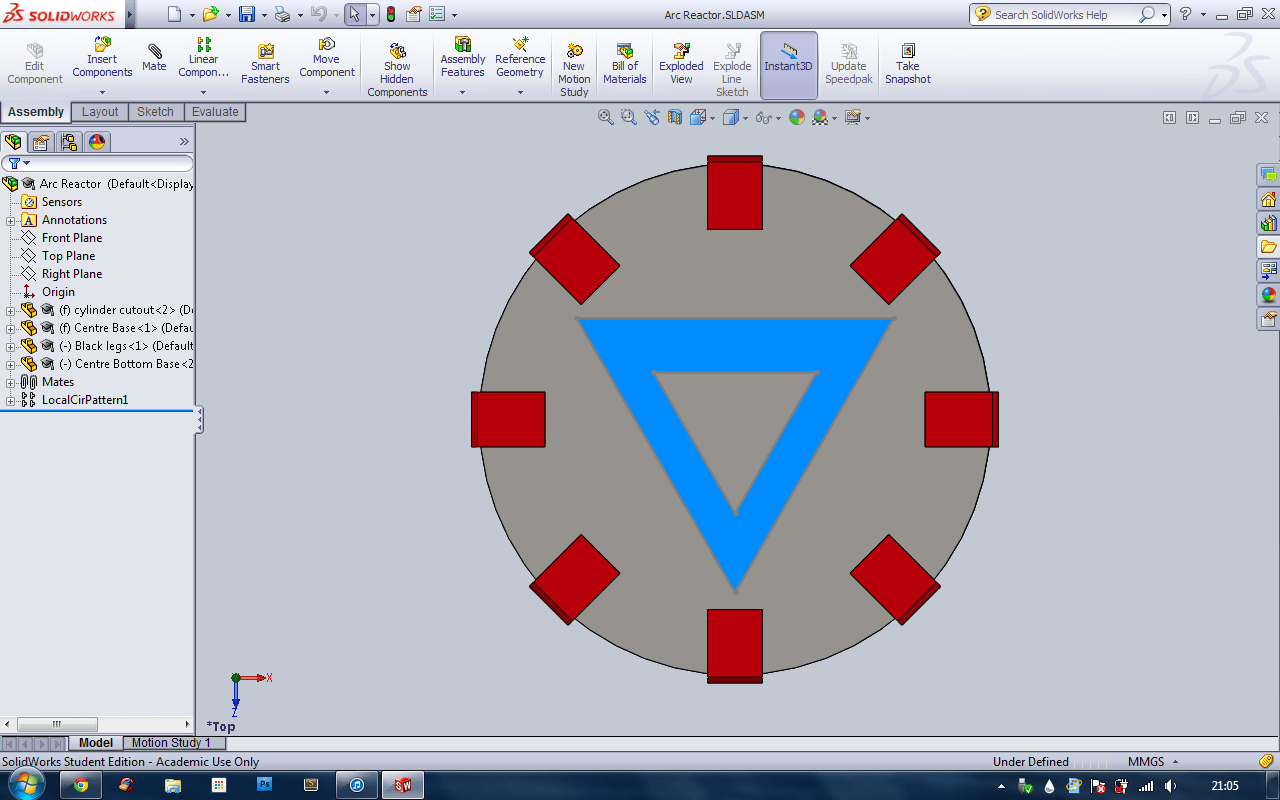 SOLIDWORKS
Arc Reactor.SLDASM
Search SolidWorks Help
Edit Component
Insert Components
Mate
Linear Compon...
Smart Fasteners
Move Component
Show Hidden Components
Assembly Features
Reference Geometry
New Motion Study
Bill of Materials
Exploded View
Explode Line Sketch
Instant3D
Update Speedpak
Take Snapshot
Assembly
Layout
Sketch
Evaluate
Arc Reactor (Default<Display
Sensors
A Annotations
Front Plane
Top Plane
Right Plane
Origin
(f) cylinder cutout<2> (D
(f) Centre Base<1> (Defau
(-) Black legs<1> (Default
(-) Centre Bottom Base<2
Mates
LocalCirPattern1
X
Z
*Top
Model
Motion Study 1
SolidWorks Student Edition - Academic Use Only
Under Defined
MMGS
Ps
SW
21:05